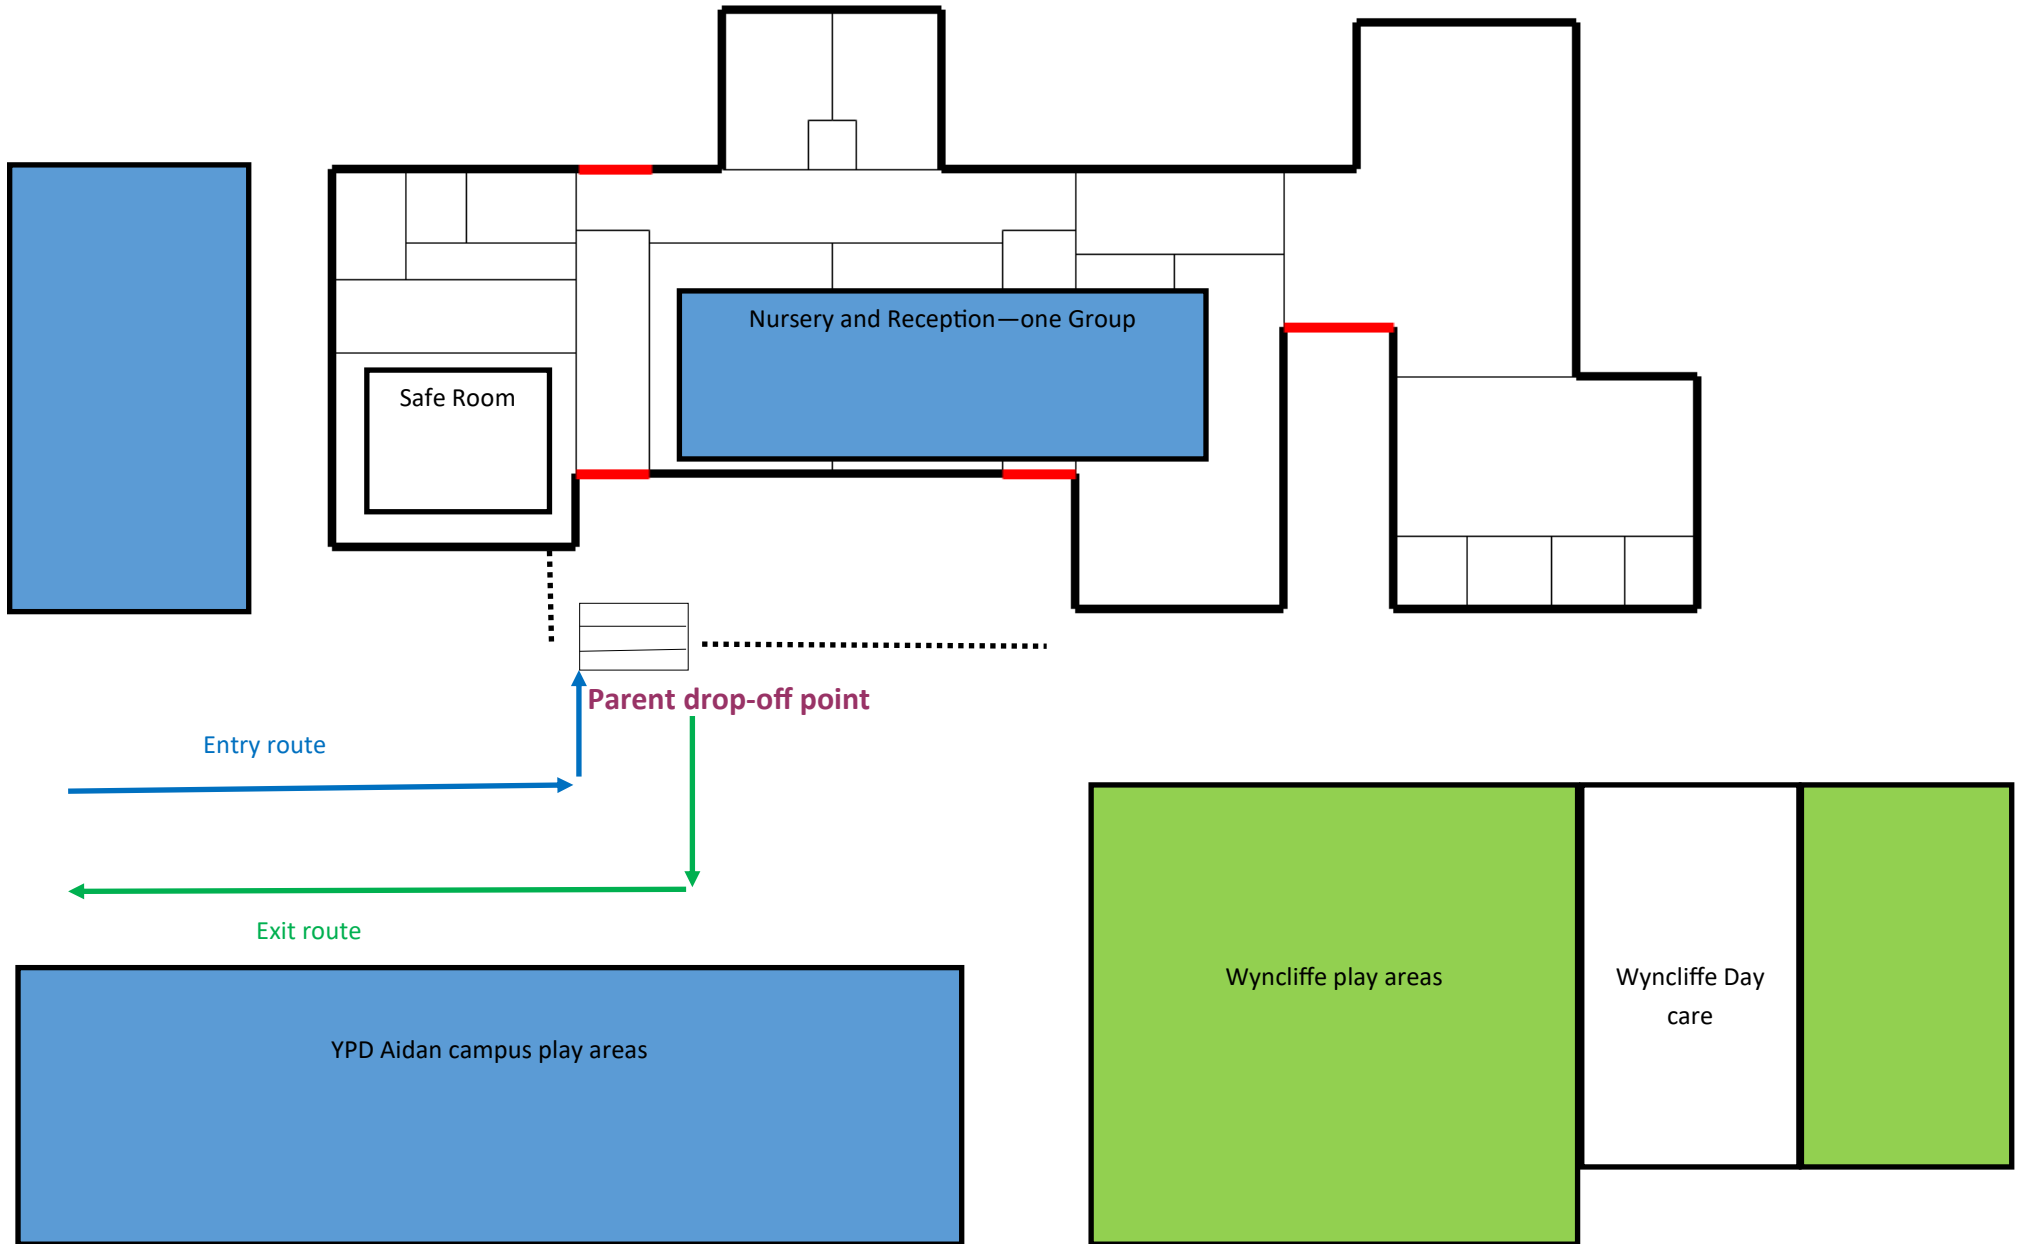 Nursery and Reception—one Group
Safe Room
Parent drop-off point
Entry route
Exit route
Wyncliffe play areas
Wyncliffe Day
care
YPD Aidan campus play areas